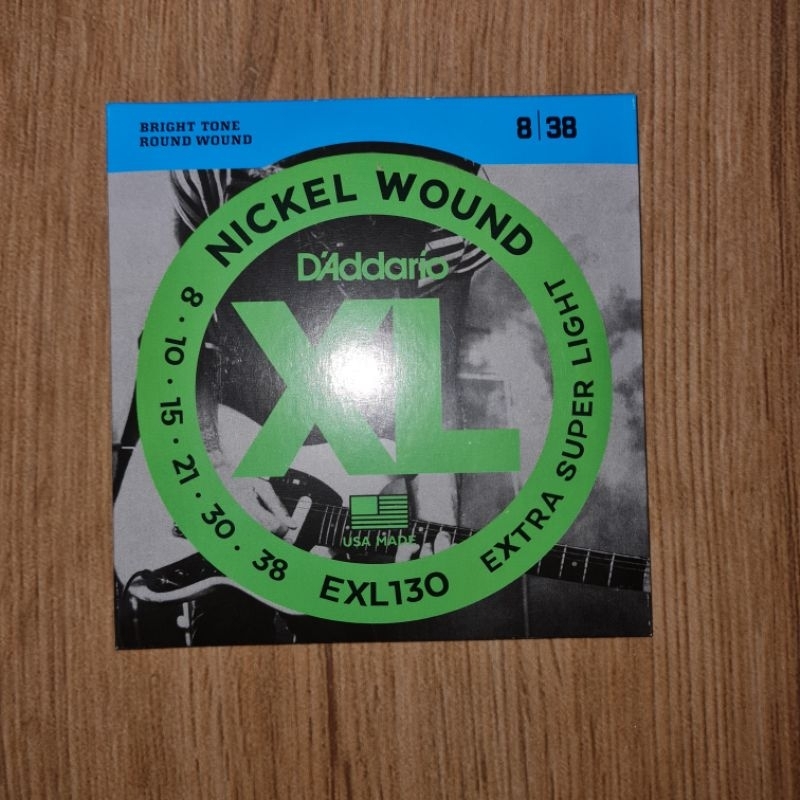 BRIGHT TONE
ROUND WOUND
8|38
NICKEL WOUND
D'Addario
XL
8 · 10 · 15 · 21 · 30 · 38
EXTRA SUPER LIGHT
USA MADE
EXL130